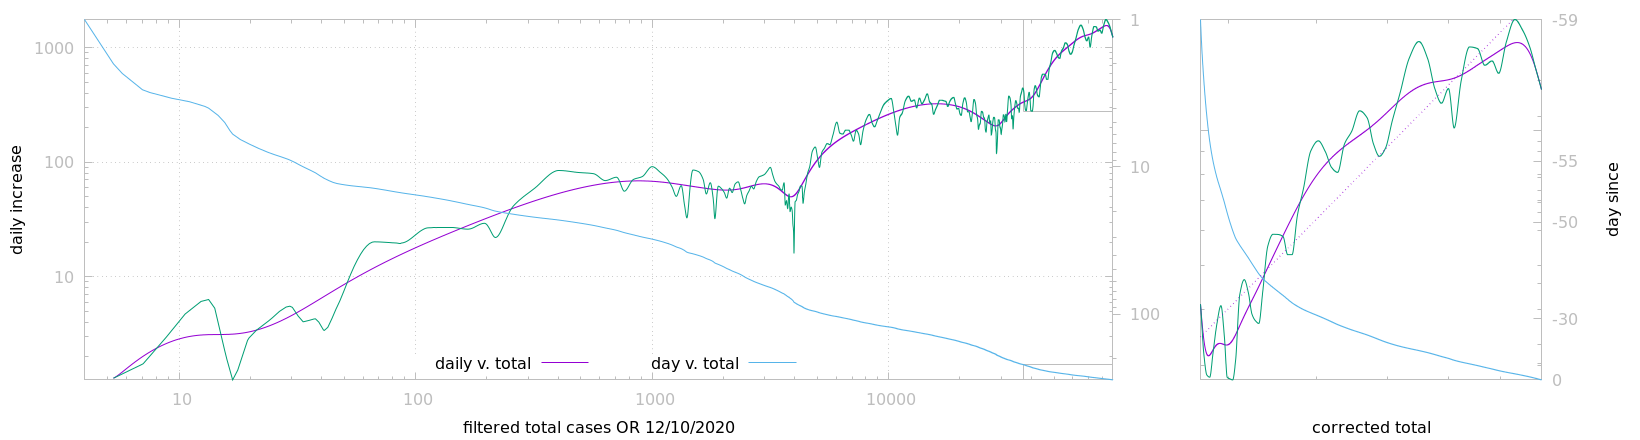 daily increase
1000
100
10
10
100
1000
10000
filtered total cases OR 12/10/2020
daily v. total
day v. total
1
10
100
-59
-55
-50
-30
0
day since
corrected total